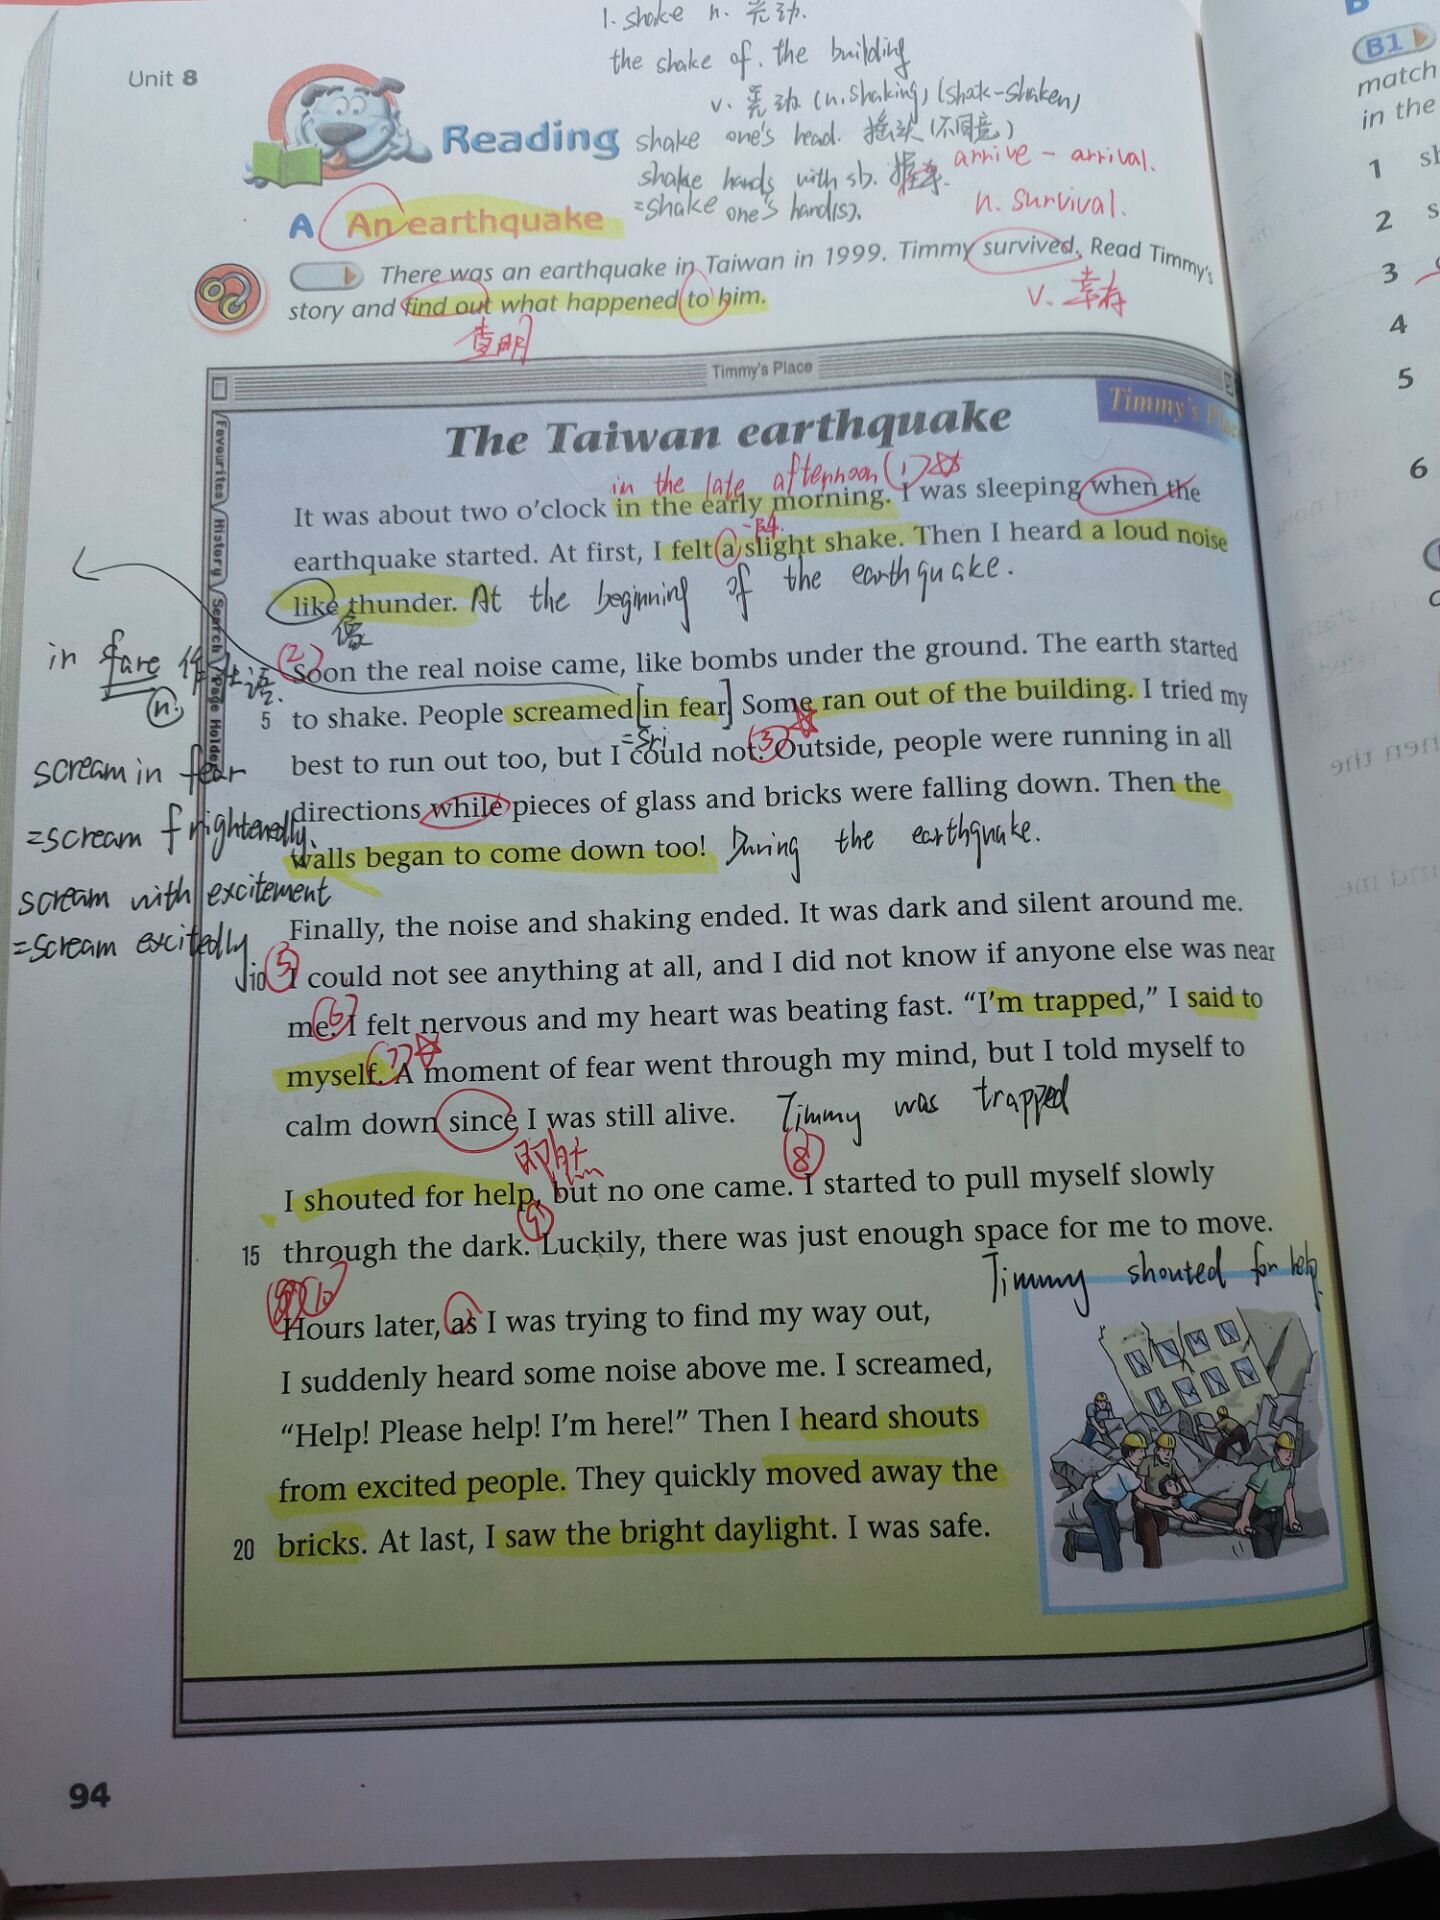 1. shake n. 晃动.
the shake of the building
v. 晃动 (n. shaking) (shak-shaken)
shake one's head. 摇头 (不同意)
shake hands with sb. 握手.
=shake one's hand(s).
arrive - arrival.
n. survival.
Unit 8
Reading
A An earthquake
There was an earthquake in Taiwan in 1999. Timmy survived. Read Timmy's
story and find out what happened to him.
v. 幸存
查明
Timmy's Place
Timmy's
Favourites
History
Search
Page Holder
The Taiwan earthquake
in the late afternoon (1)
It was about two o'clock in the early morning. I was sleeping when the
一阵
earthquake started. At first, I felt a slight shake. Then I heard a loud noise
like thunder. At the beginning of the earthquake.
像
(2)
Soon the real noise came, like bombs under the ground. The earth started
5 to shake. People screamed [in fear] Some ran out of the building. I tried my
(3)
best to run out too, but I could not. Outside, people were running in all
directions while pieces of glass and bricks were falling down. Then the
walls began to come down too! During the earthquake.
in fare 作状语.
n.
scream in fear
=scream frightenedly.
scream with excitement
=scream excitedly
Finally, the noise and shaking ended. It was dark and silent around me.
10 (5) I could not see anything at all, and I did not know if anyone else was near
me. (6) I felt nervous and my heart was beating fast. “I'm trapped,” I said to
myself. (7) A moment of fear went through my mind, but I told myself to
calm down since I was still alive. Timmy was trapped
即然
8
I shouted for help, but no one came. I started to pull myself slowly
9
15 through the dark. Luckily, there was just enough space for me to move.
Timmy shouted for help.
10
Hours later, as I was trying to find my way out,
I suddenly heard some noise above me. I screamed,
“Help! Please help! I'm here!” Then I heard shouts
from excited people. They quickly moved away the
20 bricks. At last, I saw the bright daylight. I was safe.
94
B
B1
match
in the
1
2
3
4
5
6